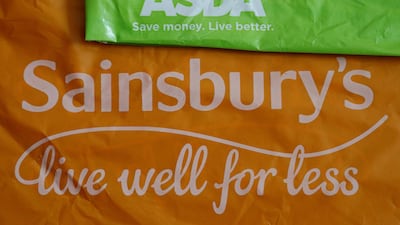 ASDA
Save money. Live better.
Sainsbury's
live well for less